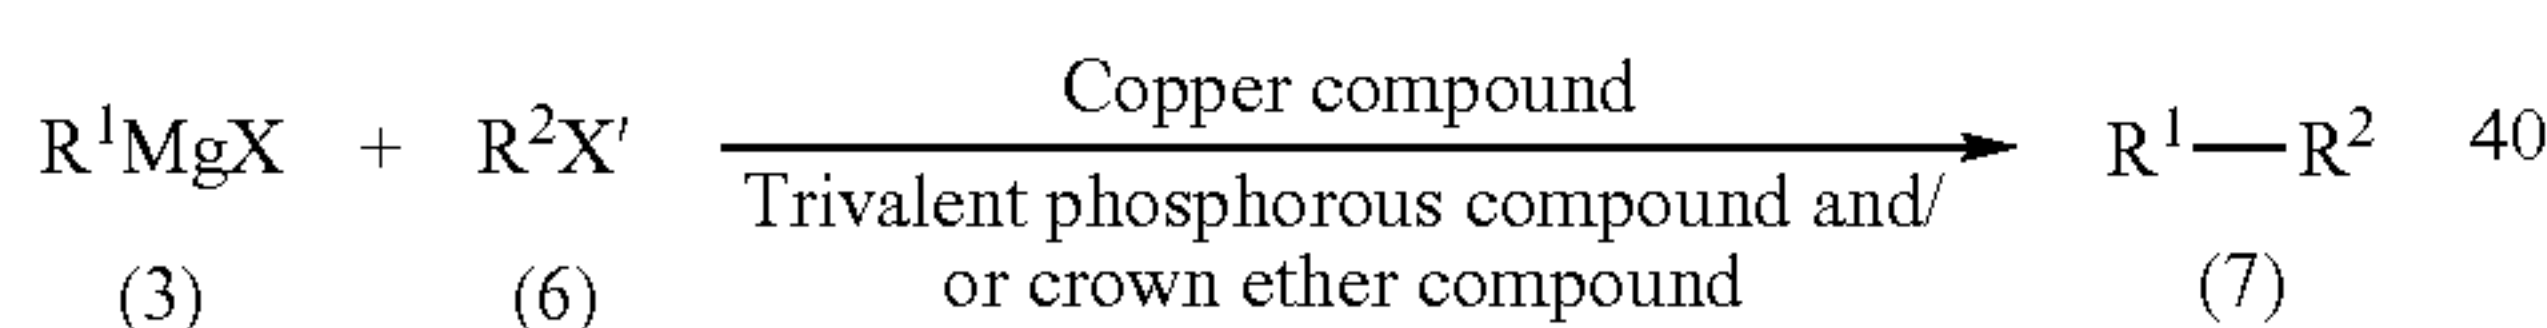 Copper compound
R¹MgX + R²X′ R¹—R² 40
Trivalent phosphorous compound and/
or crown ether compound
(3) (6) (7)